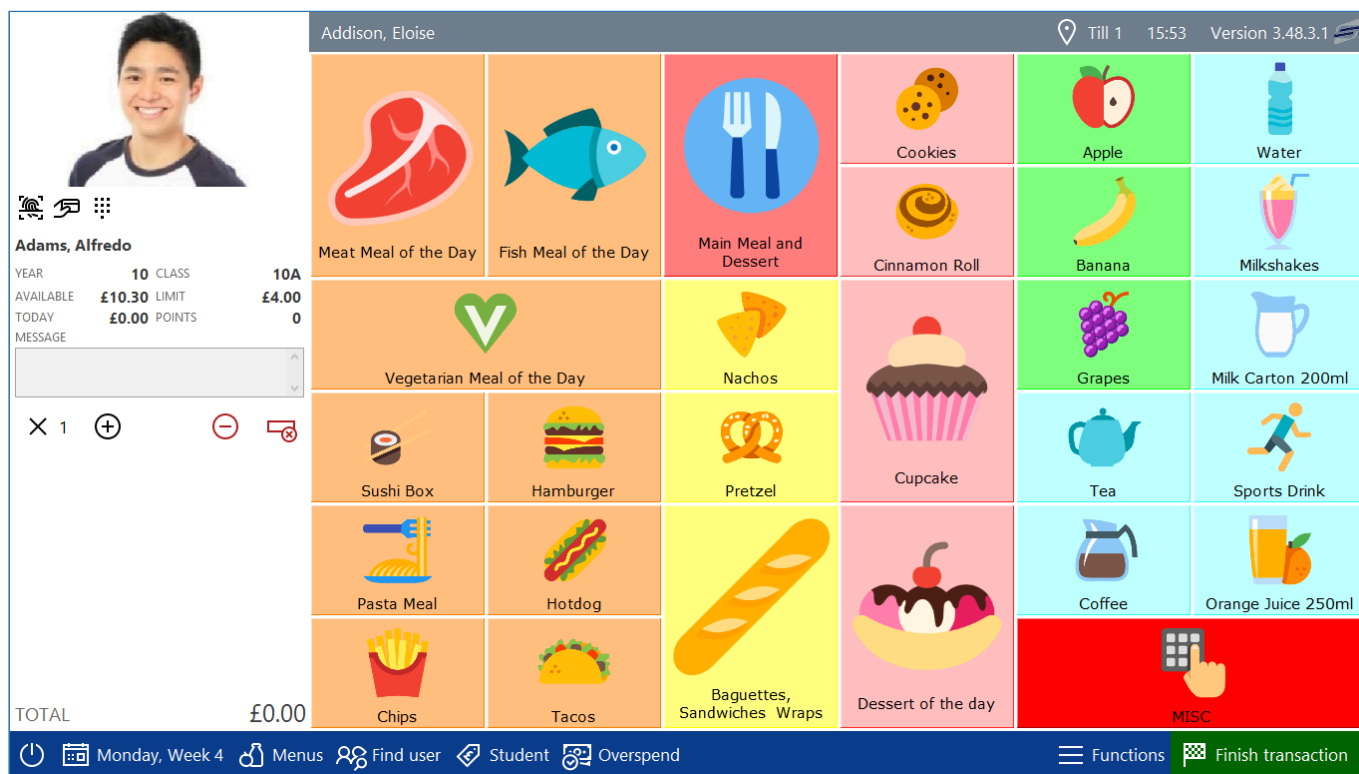 Addison, Eloise
Till 1 15:53 Version 3.48.3.1
Adams, Alfredo
YEAR 10 CLASS 10A
AVAILABLE £10.30 LIMIT £4.00
TODAY £0.00 POINTS 0
MESSAGE
1
TOTAL £0.00
Meat Meal of the Day
Fish Meal of the Day
Main Meal and
Dessert
Cookies
Apple
Water
Cinnamon Roll
Banana
Milkshakes
Vegetarian Meal of the Day
Nachos
Cupcake
Grapes
Milk Carton 200ml
Sushi Box
Hamburger
Pretzel
Tea
Sports Drink
Pasta Meal
Hotdog
Baguettes,
Sandwiches Wraps
Dessert of the day
Coffee
Orange Juice 250ml
Chips
Tacos
MISC
Monday, Week 4
Menus
Find user
Student
Overspend
Functions
Finish transaction